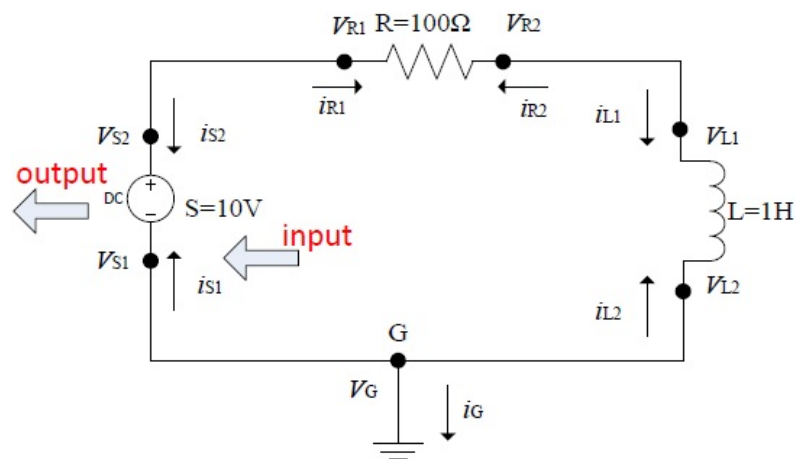 VR1 R=100Ω VR2
iR1 iR2
VS2 iS2 iL1 VL1
output
DC + − S=10V L=1H
input
VS1 iS1 VL2
iL2
G
VG iG